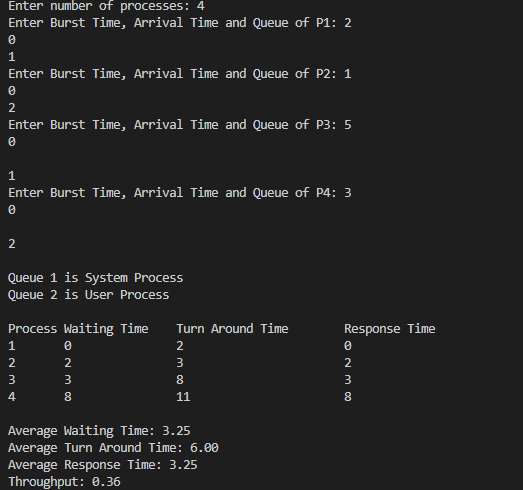 Enter number of processes: 4
Enter Burst Time, Arrival Time and Queue of P1: 2
0
1
Enter Burst Time, Arrival Time and Queue of P2: 1
0
2
Enter Burst Time, Arrival Time and Queue of P3: 5
0
1
Enter Burst Time, Arrival Time and Queue of P4: 3
0
2
Queue 1 is System Process
Queue 2 is User Process
Process Waiting Time Turn Around Time Response Time
1 0 2 0
2 2 3 2
3 3 8 3
4 8 11 8
Average Waiting Time: 3.25
Average Turn Around Time: 6.00
Average Response Time: 3.25
Throughput: 0.36